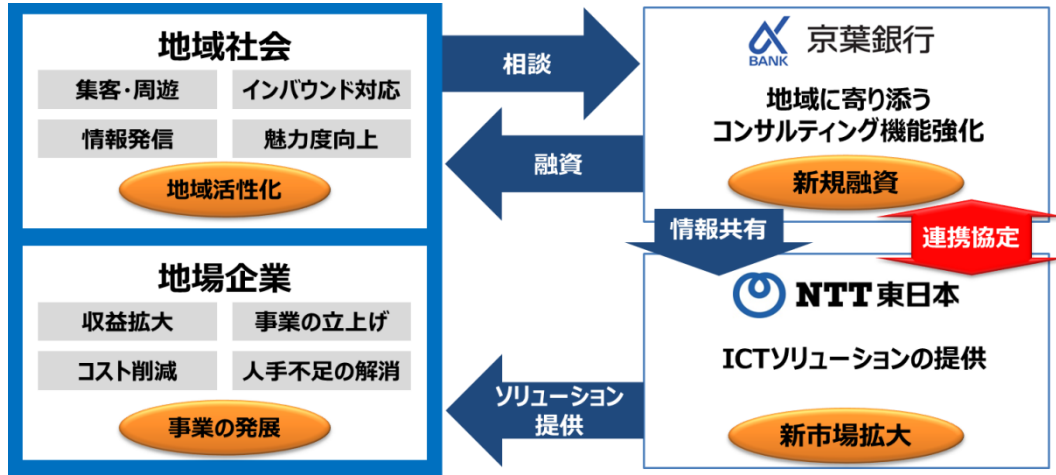 地域社会
集客・周遊
インバウンド対応
情報発信
魅力度向上
地域活性化
地場企業
収益拡大
事業の立上げ
コスト削減
人手不足の解消
事業の発展
相談
融資
ソリューション
提供
BANK
京葉銀行
地域に寄り添う
コンサルティング機能強化
新規融資
情報共有
連携協定
NTT東日本
ICTソリューションの提供
新市場拡大